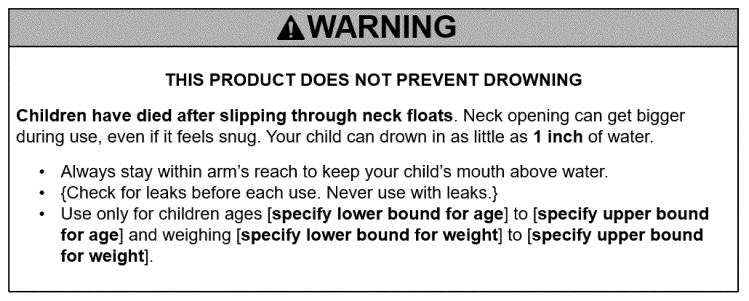 ⚠WARNING
THIS PRODUCT DOES NOT PREVENT DROWNING
Children have died after slipping through neck floats. Neck opening can get bigger
during use, even if it feels snug. Your child can drown in as little as 1 inch of water.
• Always stay within arm’s reach to keep your child’s mouth above water.
• {Check for leaks before each use. Never use with leaks.}
• Use only for children ages [specify lower bound for age] to [specify upper bound
for age] and weighing [specify lower bound for weight] to [specify upper bound
for weight].